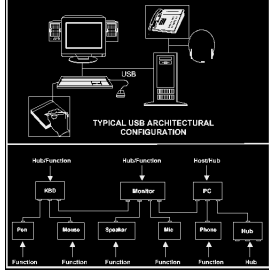 USB
TYPICAL USB ARCHITECTURAL
CONFIGURATION
Hub/Function Hub/Function Host/Hub
KBD Monitor PC
Pen Mouse Speaker Mic Phone Hub
Function Function Function Function Function Hub